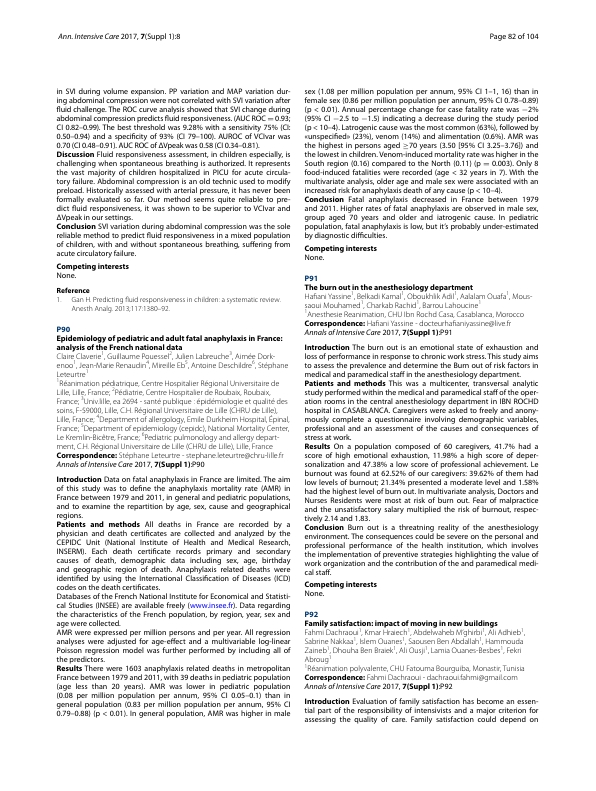 Ann. Intensive Care 2017, 7(Suppl 1):8
Page 82 of 104
in SVI during volume expansion. PP variation and MAP variation dur-
ing abdominal compression were not correlated with SVI variation after
fluid challenge. The ROC curve analysis showed that SVI change during
abdominal compression predicts fluid responsiveness. (AUC ROC = 0.93;
CI 0.82–0.99). The best threshold was 9.28% with a sensitivity 75% (CI:
0.50–0.94) and a specificity of 93% (CI 79–100). AUROC of VCIvar was
0.70 (CI 0.48–0.91). AUC ROC of ΔVpeak was 0.58 (CI 0.34–0.81).
Discussion Fluid responsiveness assessment, in children especially, is
challenging when spontaneous breathing is authorized. It represents
the vast majority of children hospitalized in PICU for acute circula-
tory failure. Abdominal compression is an old technic used to modify
preload. Historically assessed with arterial pressure, it has never been
formally evaluated so far. Our method seems quite reliable to pre-
dict fluid responsiveness, it was shown to be superior to VCIvar and
ΔVpeak in our settings.
Conclusion SVI variation during abdominal compression was the sole
reliable method to predict fluid responsiveness in a mixed population
of children, with and without spontaneous breathing, suffering from
acute circulatory failure.
Competing interests
None.
Reference
1. Gan H. Predicting fluid responsiveness in children: a systematic review.
Anesth Analg. 2013;117:1380–92.
P90
Epidemiology of pediatric and adult fatal anaphylaxis in France:
analysis of the French national data
Claire Claverie1, Guillaume Pouessel2, Julien Labreuche3, Aimée Dork-
enoo1, Jean-Marie Renaudin4, Mireille Eb5, Antoine Deschildre6, Stéphane
Leteurtre1
1Réanimation pédiatrique, Centre Hospitalier Régional Universitaire de
Lille, Lille, France; 2Pédiatrie, Centre Hospitalier de Roubaix, Roubaix,
France; 3Univ.lille, ea 2694 - santé publique : épidémiologie et qualité des
soins, F-59000, Lille, C.H. Régional Universitaire de Lille (CHRU de Lille),
Lille, France; 4Department of allergology, Emile Durkheim Hospital, Épinal,
France; 5Department of epidemiology (cepidc), National Mortality Center,
Le Kremlin-Bicêtre, France; 6Pediatric pulmonology and allergy depart-
ment, C.H. Régional Universitaire de Lille (CHRU de Lille), Lille, France
Correspondence: Stéphane Leteurtre - stephane.leteurtre@chru-lille.fr
Annals of Intensive Care 2017, 7(Suppl 1):P90
Introduction Data on fatal anaphylaxis in France are limited. The aim
of this study was to define the anaphylaxis mortality rate (AMR) in
France between 1979 and 2011, in general and pediatric populations,
and to examine the repartition by age, sex, cause and geographical
regions.
Patients and methods All deaths in France are recorded by a
physician and death certificates are collected and analyzed by the
CEPIDC Unit (National Institute of Health and Medical Research,
INSERM). Each death certificate records primary and secondary
causes of death, demographic data including sex, age, birthday
and geographic region of death. Anaphylaxis related deaths were
identified by using the International Classification of Diseases (ICD)
codes on the death certificates.
Databases of the French National Institute for Economical and Statisti-
cal Studies (INSEE) are available freely (www.insee.fr). Data regarding
the characteristics of the French population, by region, year, sex and
age were collected.
AMR were expressed per million persons and per year. All regression
analyses were adjusted for age-effect and a multivariable log-linear
Poisson regression model was further performed by including all of
the predictors.
Results There were 1603 anaphylaxis related deaths in metropolitan
France between 1979 and 2011, with 39 deaths in pediatric population
(age less than 20 years). AMR was lower in pediatric population
(0.08 per million population per annum, 95% CI 0.05–0.1) than in
general population (0.83 per million population per annum, 95% CI
0.79–0.88) (p < 0.01). In general population, AMR was higher in male
sex (1.08 per million population per annum, 95% CI 1–1, 16) than in
female sex (0.86 per million population per annum, 95% CI 0.78–0.89)
(p < 0.01). Annual percentage change for case fatality rate was −2%
(95% CI −2.5 to −1.5) indicating a decrease during the study period
(p < 10–4). Iatrogenic cause was the most common (63%), followed by
«unspecified» (23%), venom (14%) and alimentation (0.6%). AMR was
the highest in persons aged ≥70 years (3.50 [95% CI 3.25–3.76]) and
the lowest in children. Venom-induced mortality rate was higher in the
South region (0.16) compared to the North (0.11) (p = 0.003). Only 8
food-induced fatalities were recorded (age < 32 years in 7). With the
multivariate analysis, older age and male sex were associated with an
increased risk for anaphylaxis death of any cause (p < 10–4).
Conclusion Fatal anaphylaxis decreased in France between 1979
and 2011. Higher rates of fatal anaphylaxis are observed in male sex,
group aged 70 years and older and iatrogenic cause. In pediatric
population, fatal anaphylaxis is low, but it's probably under-estimated
by diagnostic difficulties.
Competing interests
None.
P91
The burn out in the anesthesiology department
Hafiani Yassine1, Belkadi Kamal1, Oboukhlik Adil1, Aalalam Ouafa1, Mous-
saoui Mouhamed1, Charkab Rachid1, Barrou Lahoucine1
1Anesthesie Reanimation, CHU Ibn Rochd Casa, Casablanca, Morocco
Correspondence: Hafiani Yassine - docteurhafianiyassine@live.fr
Annals of Intensive Care 2017, 7(Suppl 1):P91
Introduction The burn out is an emotional state of exhaustion and
loss of performance in response to chronic work stress. This study aims
to assess the prevalence and determine the Burn out of risk factors in
medical and paramedical staff in the anesthesiology department.
Patients and methods This was a multicenter, transversal analytic
study performed within the medical and paramedical staff of the oper-
ation rooms in the central anesthesiology department in IBN ROCHD
hospital in CASABLANCA. Caregivers were asked to freely and anony-
mously complete a questionnaire involving demographic variables,
professional and an assessment of the causes and consequences of
stress at work.
Results On a population composed of 60 caregivers, 41.7% had a
score of high emotional exhaustion, 11.98% a high score of deper-
sonalization and 47.38% a low score of professional achievement. Le
burnout was found at 62.52% of our caregivers: 39.62% of them had
low levels of burnout; 21.34% presented a moderate level and 1.58%
had the highest level of burn out. In multivariate analysis, Doctors and
Nurses Residents were most at risk of burn out. Fear of malpractice
and the unsatisfactory salary multiplied the risk of burnout, respec-
tively 2.14 and 1.83.
Conclusion Burn out is a threatning reality of the anesthesiology
environment. The consequences could be severe on the personal and
professional performance of the health institution, which involves
the implementation of preventive strategies highlighting the value of
work organization and the contribution of the and paramedical medi-
cal staff.
Competing interests
None.
P92
Family satisfaction: impact of moving in new buildings
Fahmi Dachraoui1, Kmar Hraiech1, Abdelwaheb M'ghirbi1, Ali Adhieb1,
Sabrine Nakkaa1, Islem Ouanes1, Saousen Ben Abdallah1, Hammouda
Zaineb1, Dhouha Ben Braiek1, Ali Ousji1, Lamia Ouanes-Besbes1, Fekri
Abroug1
1Réanimation polyvalente, CHU Fatouma Bourguiba, Monastir, Tunisia
Correspondence: Fahmi Dachraoui - dachraoui.fahmi@gmail.com
Annals of Intensive Care 2017, 7(Suppl 1):P92
Introduction Evaluation of family satisfaction has become an essen-
tial part of the responsibility of intensivists and a major criterion for
assessing the quality of care. Family satisfaction could depend on